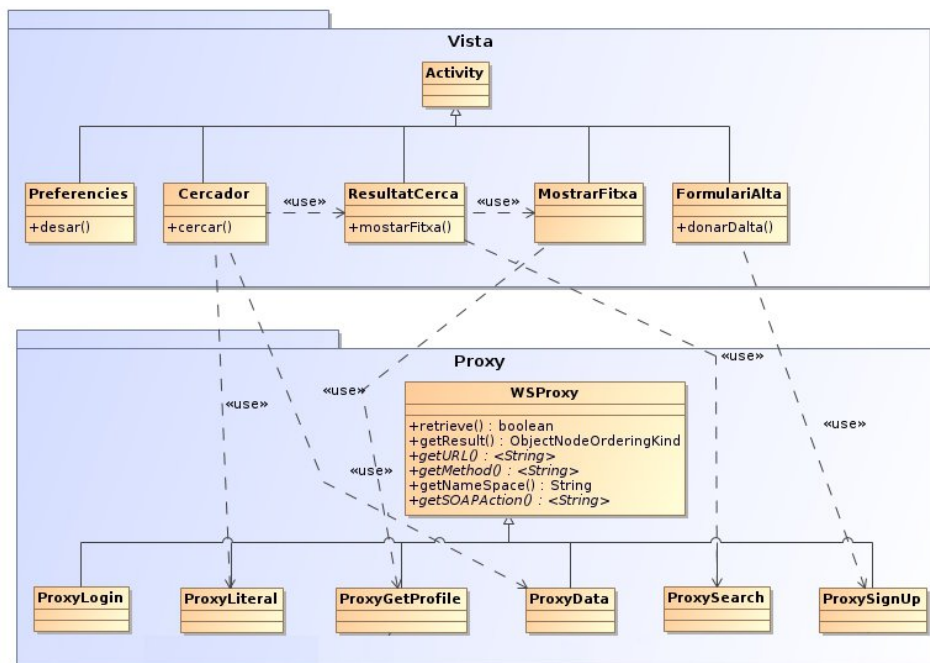 Vista
Activity
Preferencies
+desar()
Cercador
+cercar()
«use»
ResultatCerca
+mostarFitxa()
«use»
MostrarFitxa
FormulariAlta
+donarDalta()
Proxy
«use»
«use»
«use»
«use»
«use»
WSProxy
+retrieve() : boolean
+getResult() : ObjectNodeOrderingKind
+getURL() : <String>
+getMethod() : <String>
+getNameSpace() : String
+getSOAPAction() : <String>
ProxyLogin
ProxyLiteral
ProxyGetProfile
ProxyData
ProxySearch
ProxySignUp